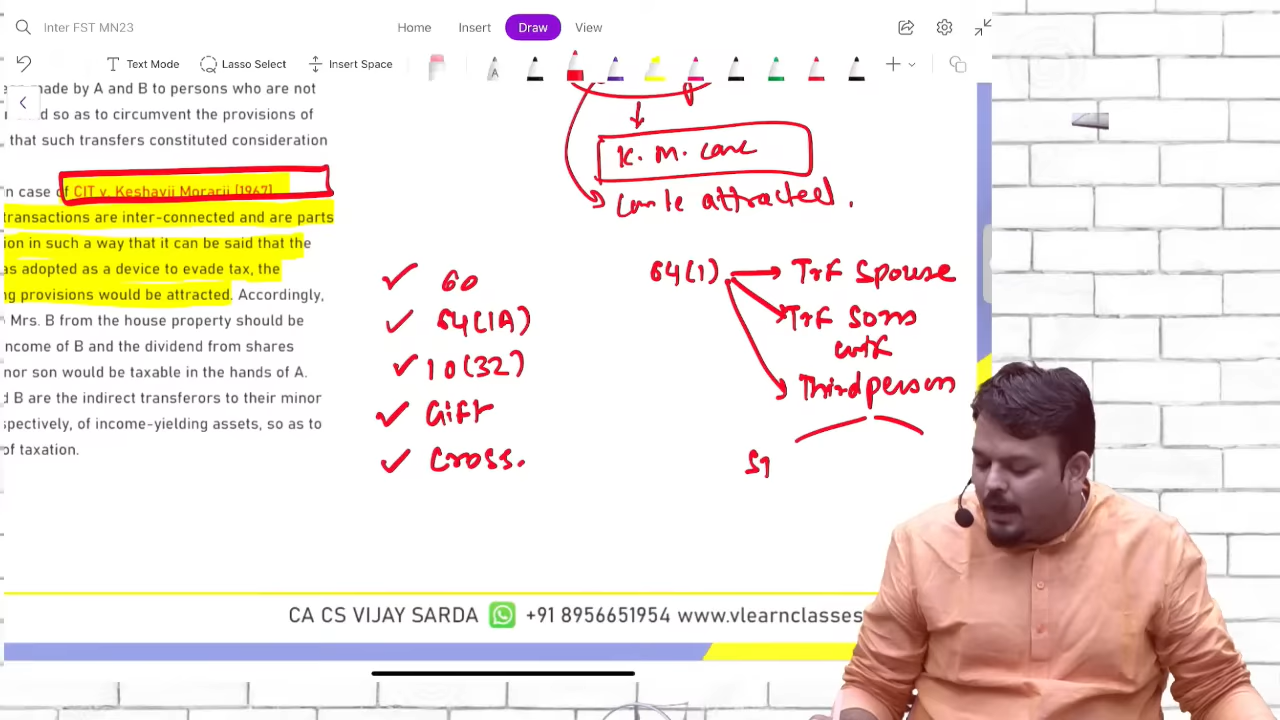 Inter FST MN23
Home Insert Draw View
Text Mode Lasso Select Insert Space
made by A and B to persons who are not
d so as to circumvent the provisions of
that such transfers constituted consideration
n case of CIT v. Keshavji Morarji [1967]
transactions are inter-connected and are parts
ion in such a way that it can be said that the
as adopted as a device to evade tax, the
ng provisions would be attracted. Accordingly,
Mrs. B from the house property should be
ncome of B and the dividend from shares
nor son would be taxable in the hands of A.
d B are the indirect transferors to their minor
spectively, of income-yielding assets, so as to
of taxation.
K. M. case
can be attracted.
✓ 60
✓ 64(1A)
✓ 10(32)
✓ Gift
✓ Cross.
64(1) → Trf Spouse
Trf Sons
wife
Third person
CA CS VIJAY SARDA +91 8956651954 www.vlearnclasses